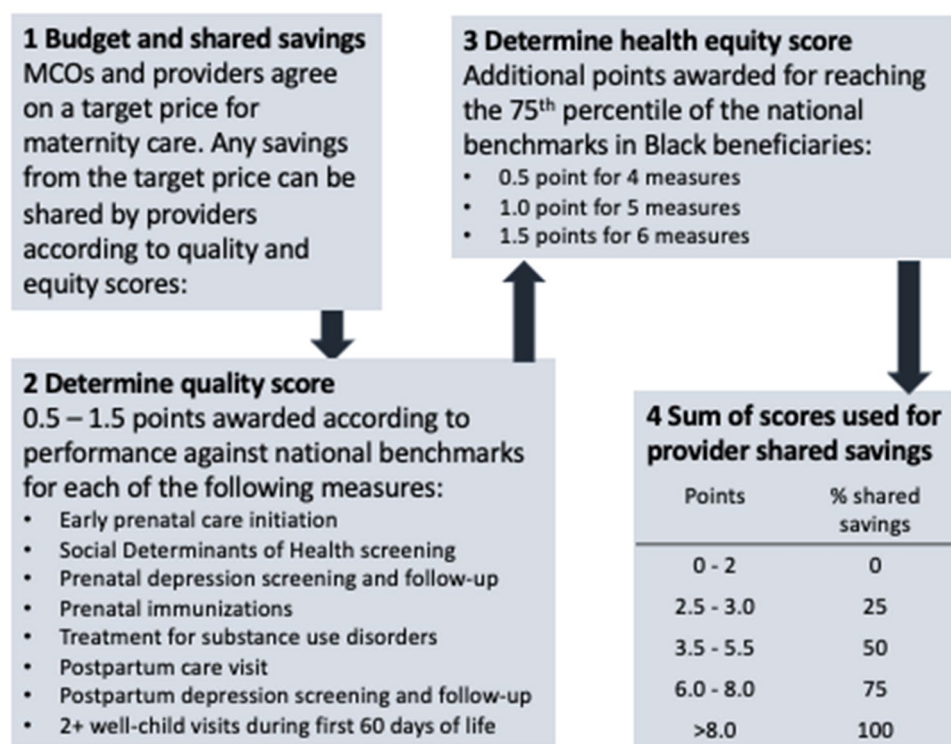 1 Budget and shared savings
MCOs and providers agree
on a target price for
maternity care. Any savings
from the target price can be
shared by providers
according to quality and
equity scores:
2 Determine quality score
0.5 – 1.5 points awarded according to
performance against national benchmarks
for each of the following measures:
• Early prenatal care initiation
• Social Determinants of Health screening
• Prenatal depression screening and follow-up
• Prenatal immunizations
• Treatment for substance use disorders
• Postpartum care visit
• Postpartum depression screening and follow-up
• 2+ well-child visits during first 60 days of life
3 Determine health equity score
Additional points awarded for reaching
the 75th percentile of the national
benchmarks in Black beneficiaries:
• 0.5 point for 4 measures
• 1.0 point for 5 measures
• 1.5 points for 6 measures
4 Sum of scores used for
provider shared savings
Points % shared
savings
0 - 2 0
2.5 - 3.0 25
3.5 - 5.5 50
6.0 - 8.0 75
>8.0 100